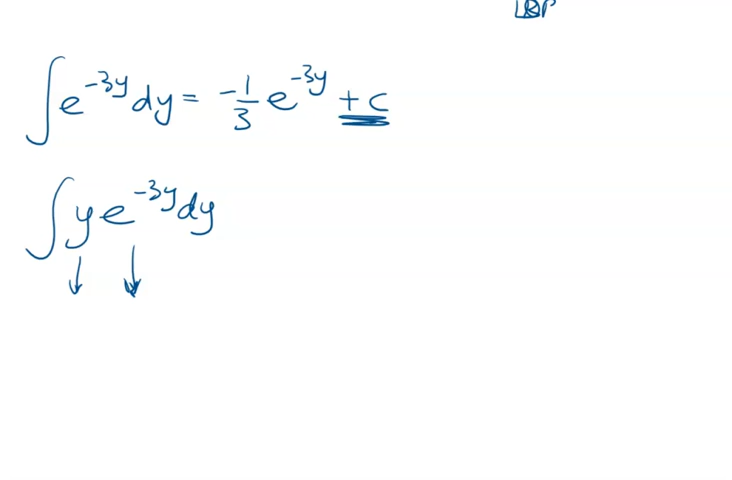 ∫ e^{-3y} dy = -1/3 e^{-3y} + c
∫ y e^{-3y} dy